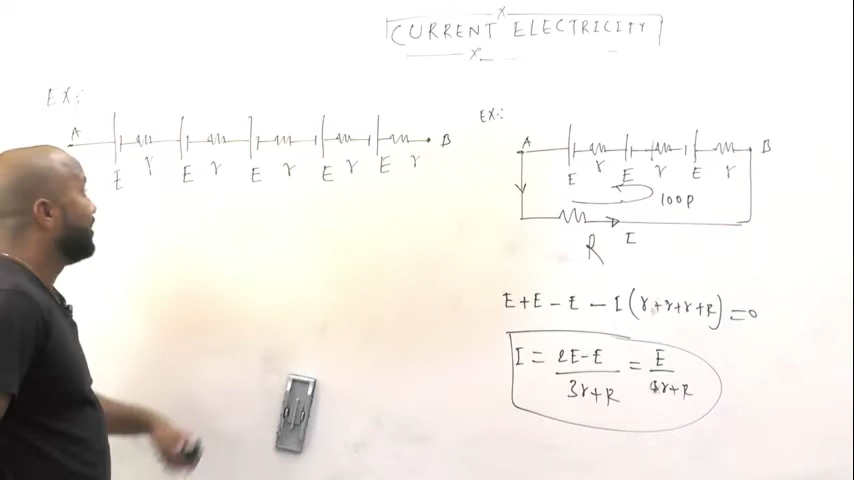 CURRENT ELECTRICITY
EX:
A B
E r E r E r E r E r
EX:
A B
E r E r E r
loop
R I
E+E-E-I(r+r+r+R)=0
I = 2E-E / 3r+R = E / 3r+R